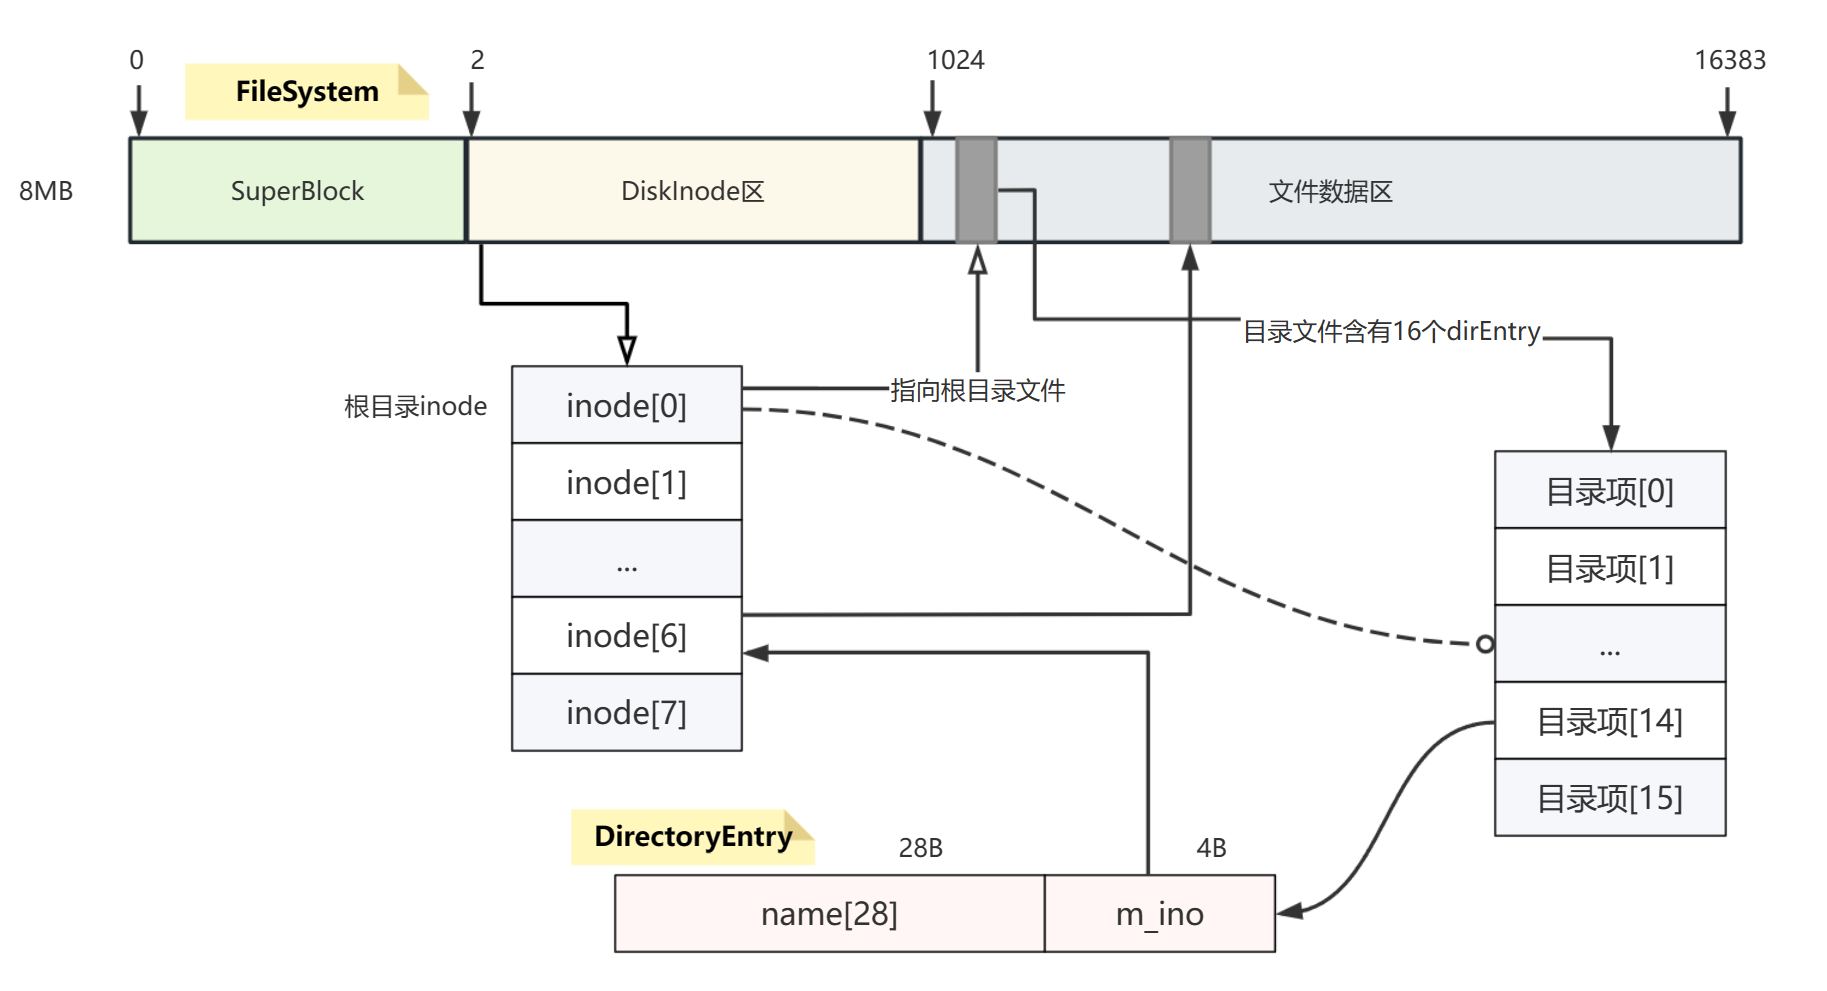 0
2
1024
16383
FileSystem
8MB
SuperBlock
DiskInode区
文件数据区
目录文件含有16个dirEntry
指向根目录文件
根目录inode
inode[0]
inode[1]
...
inode[6]
inode[7]
目录项[0]
目录项[1]
...
目录项[14]
目录项[15]
DirectoryEntry
28B
4B
name[28]
m_ino